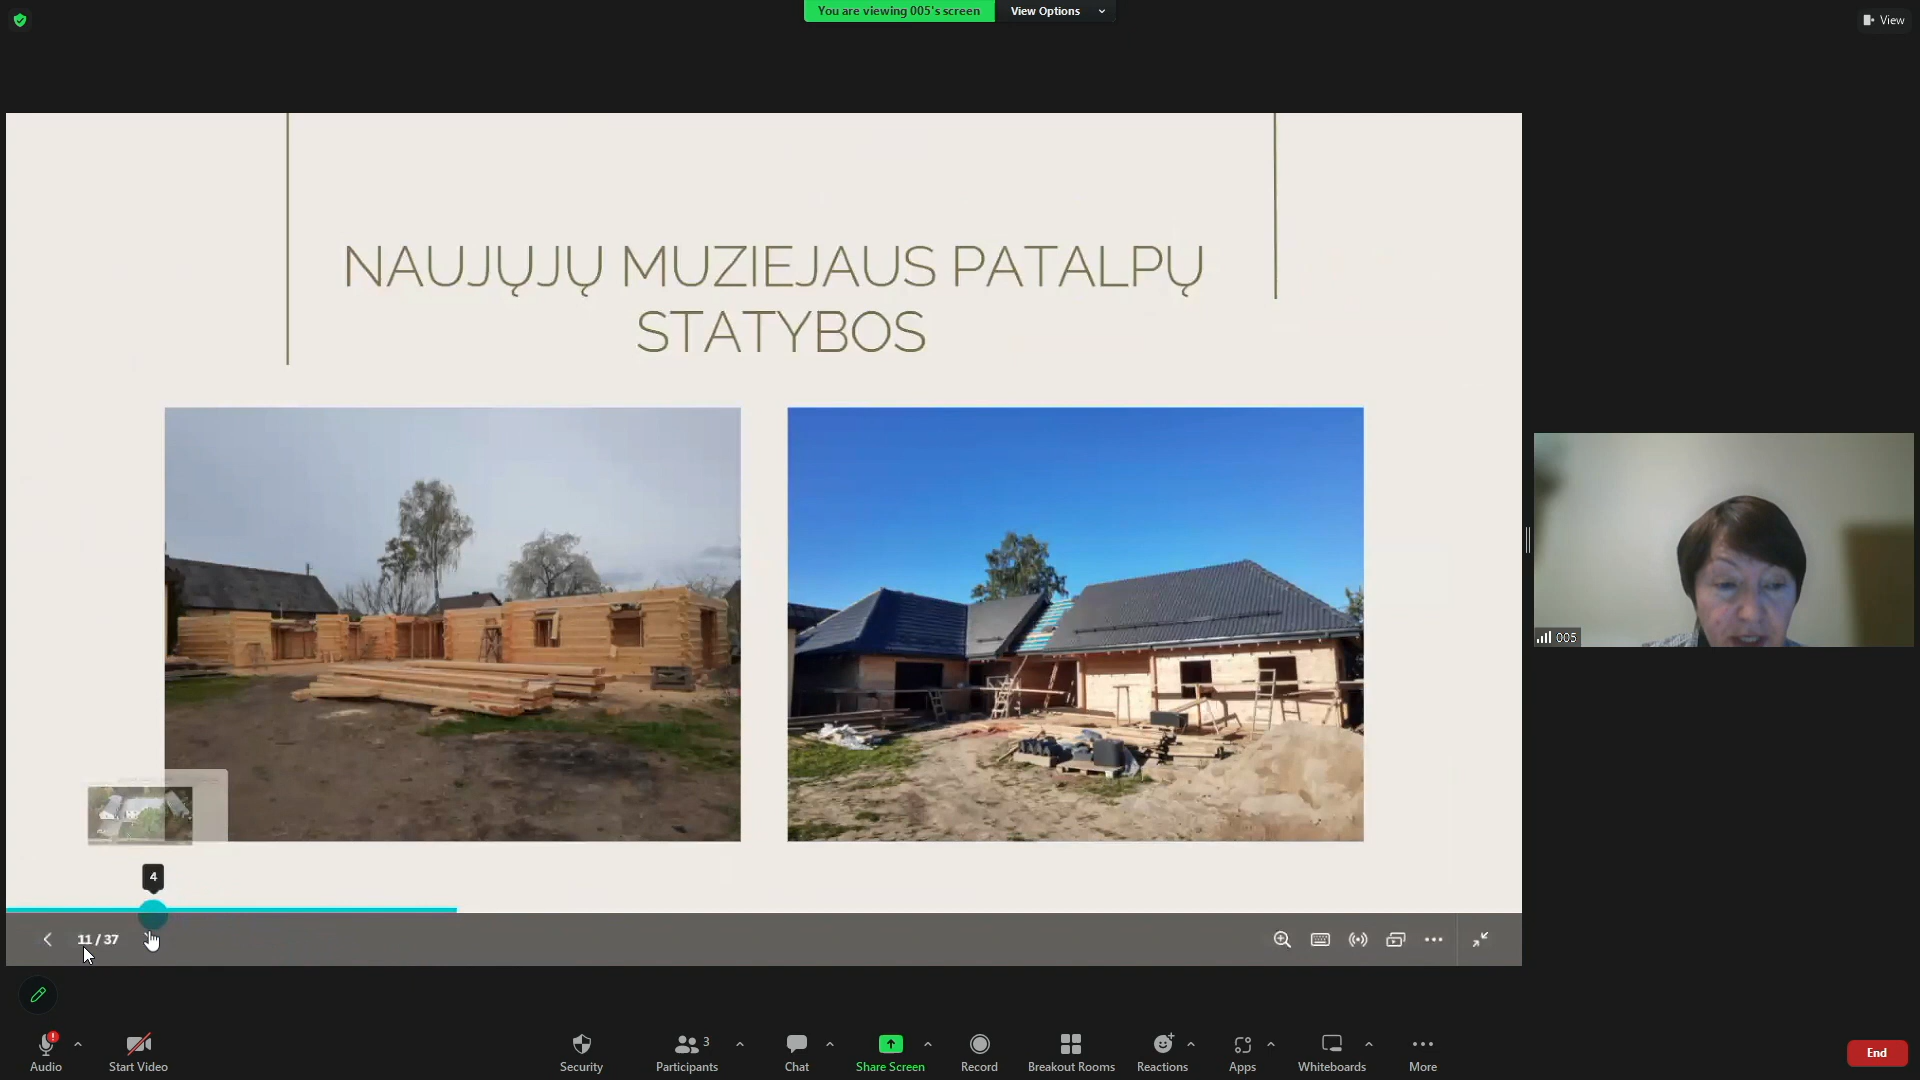 You are viewing 005's screen
View Options
View
NAUJŲJŲ MUZIEJAUS PATALPŲ
STATYBOS
005
4
11 / 37
Audio
Start Video
Security
3
Participants
Chat
Share Screen
Record
Breakout Rooms
Reactions
Apps
Whiteboards
More
End